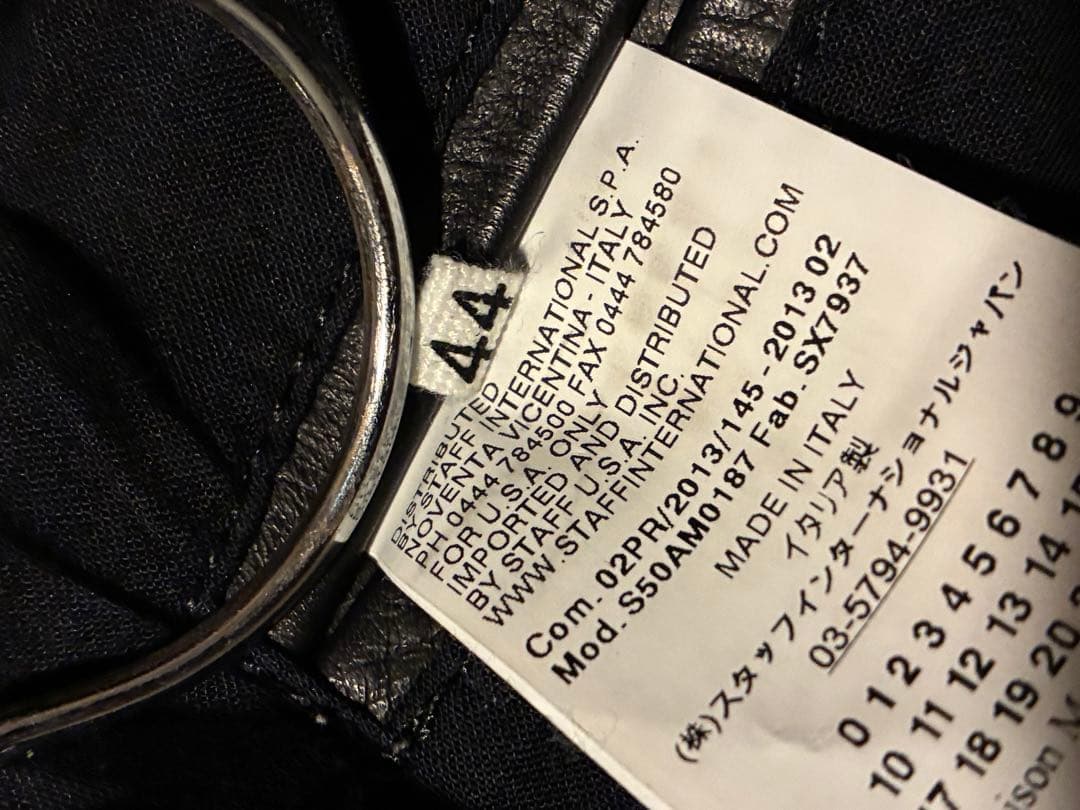 44
DISTRIBUTED
BY STAFF INTERNATIONAL S.P.A.
NOVENTA VICENTINA - ITALY
PH 0444 784500 FAX 0444 784580
FOR U.S.A. ONLY
IMPORTED AND DISTRIBUTED
BY STAFF U.S.A. INC.
WWW.STAFFINTERNATIONAL.COM
Com. 02PR/2013/145 - 2013 02
Mod. S50AM0187 Fab. SX7937
MADE IN ITALY
イタリア製
(株)スタッフインターナショナルジャパン
03-5794-9931
0 1 2 3 4 5 6 7 8 9
10 11 12 13 14
18 19 20